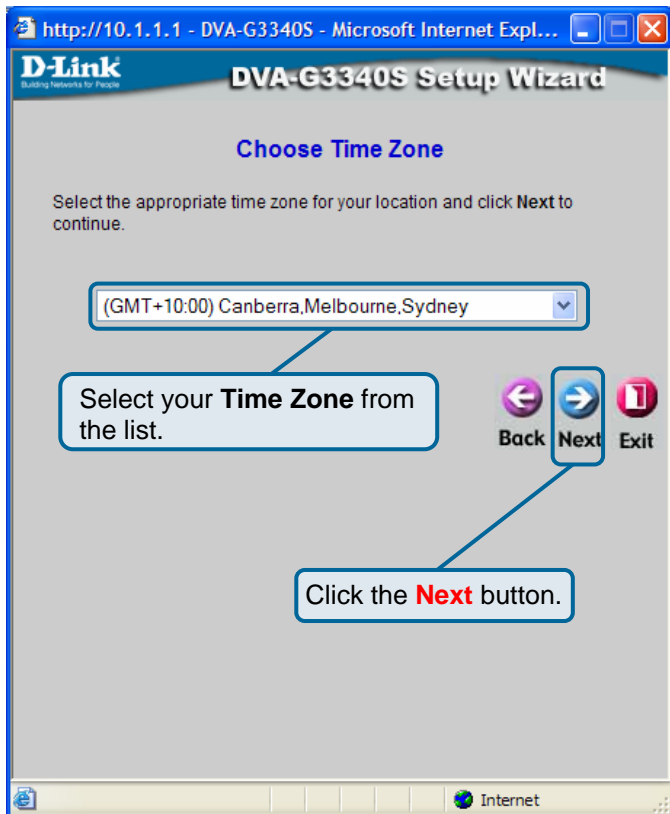 http://10.1.1.1 - DVA-G3340S - Microsoft Internet Expl...
D-Link
Building Networks for People
DVA-G3340S Setup Wizard
Choose Time Zone
Select the appropriate time zone for your location and click Next to
continue.
(GMT+10:00) Canberra,Melbourne,Sydney
Select your Time Zone from
the list.
Back Next Exit
Click the Next button.
Internet